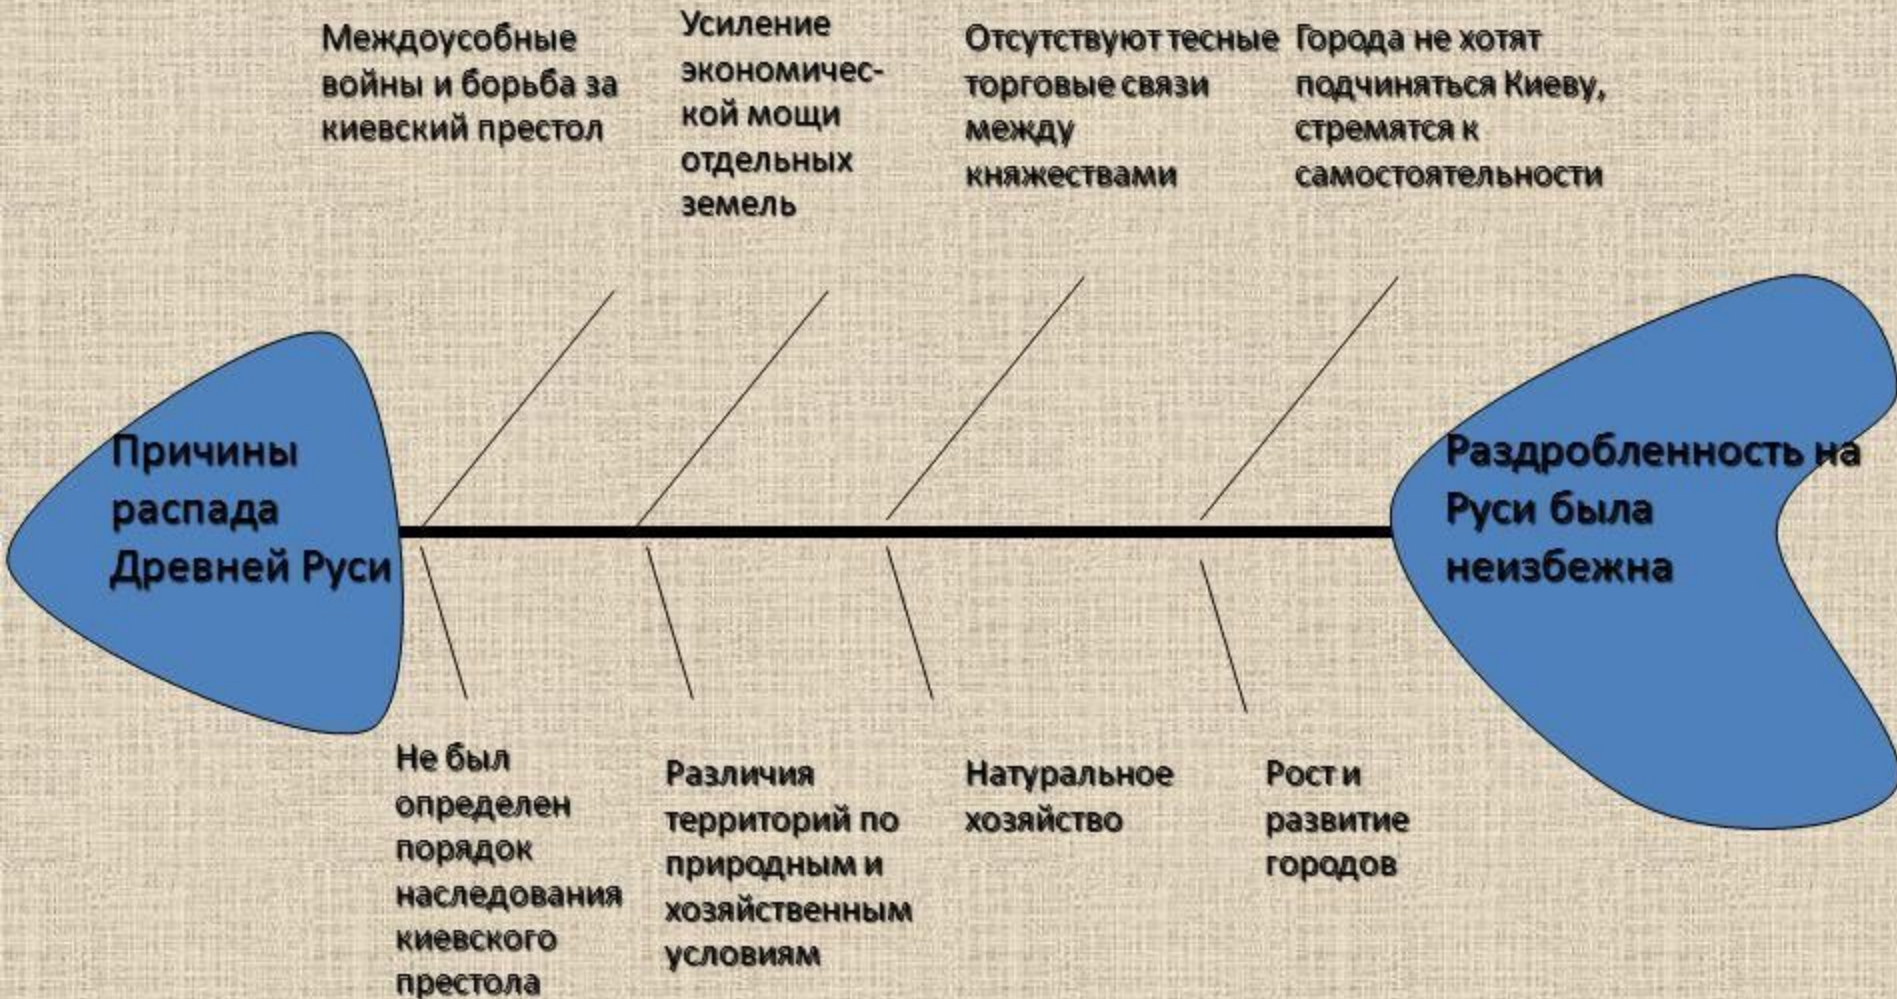 Междоусобные
войны и борьба за
киевский престол
Усиление
экономичес-
кой мощи
отдельных
земель
Отсутствуют тесные
торговые связи
между
княжествами
Города не хотят
подчиняться Киеву,
стремятся к
самостоятельности
Причины
распада
Древней Руси
Раздробленность на
Руси была
неизбежна
Не был
определен
порядок
наследования
киевского
престола
Различия
территорий по
природным и
хозяйственным
условиям
Натуральное
хозяйство
Рост и
развитие
городов